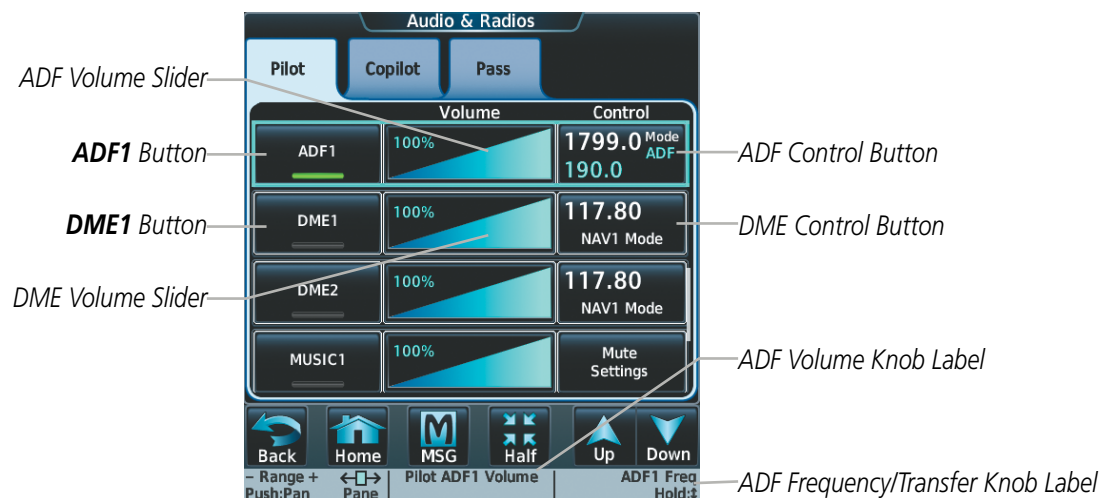 Audio & Radios
Pilot
Copilot
Pass
ADF Volume Slider
Volume
Control
ADF1 Button
ADF1
100%
1799.0 Mode
ADF
190.0
ADF Control Button
DME1 Button
DME1
100%
117.80
NAV1 Mode
DME Control Button
DME Volume Slider
DME2
100%
117.80
NAV1 Mode
MUSIC1
100%
Mute
Settings
ADF Volume Knob Label
Back
Home
MSG
Half
Up
Down
– Range +
Push:Pan
Pane
Pilot ADF1 Volume
ADF1 Freq
Hold:↕
ADF Frequency/Transfer Knob Label